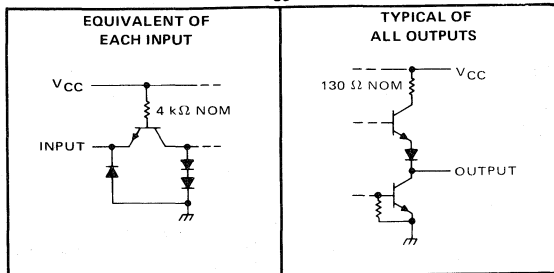 EQUIVALENT OF
EACH INPUT
VCC
4 kΩ NOM
INPUT
TYPICAL OF
ALL OUTPUTS
VCC
130 Ω NOM
OUTPUT